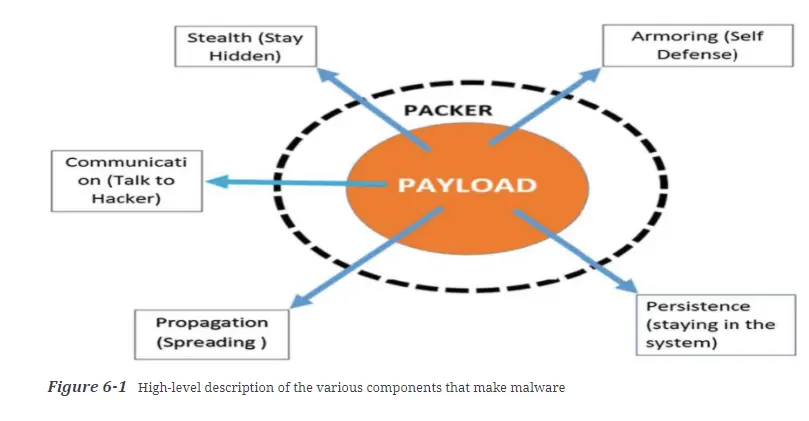 Stealth (Stay
Hidden)
Armoring (Self
Defense)
PACKER
Communicati
on (Talk to
Hacker)
PAYLOAD
Propagation
(Spreading )
Persistence
(staying in the
system)
Figure 6-1 High-level description of the various components that make malware